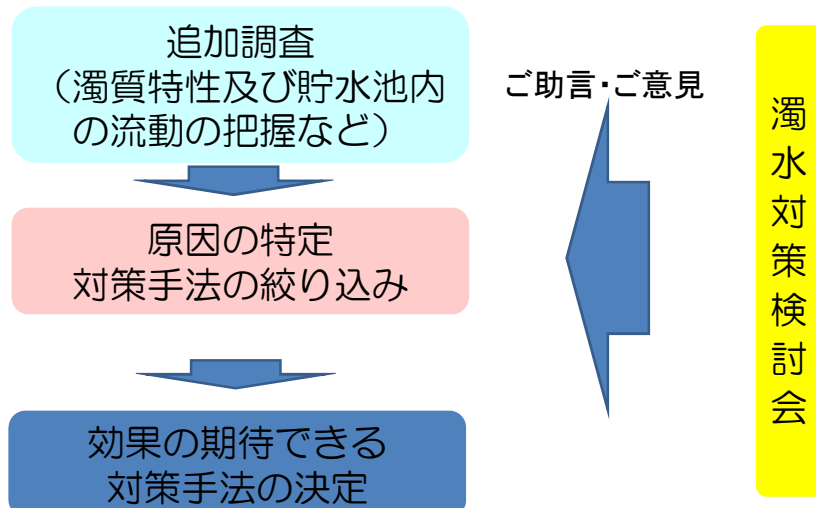 追加調査
（濁質特性及び貯水池内
の流動の把握など）
ご助言・ご意見
原因の特定
対策手法の絞り込み
効果の期待できる
対策手法の決定
濁水対策検討会